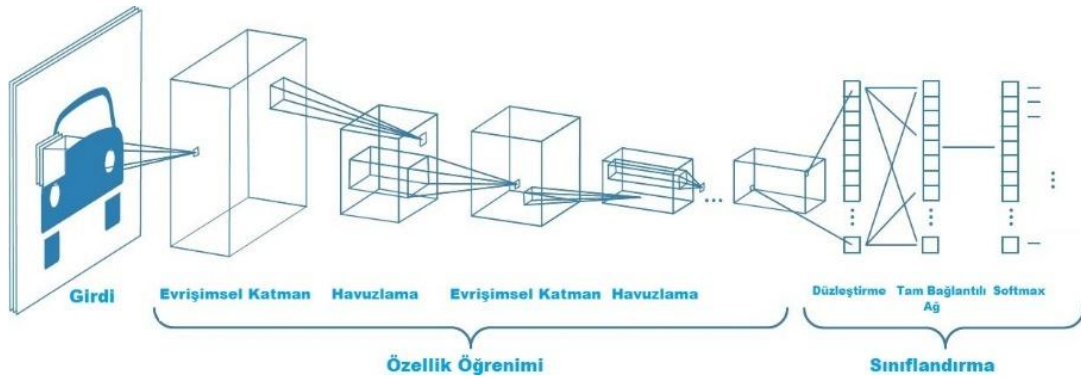 Girdi
Evrişimsel Katman
Havuzlama
Evrişimsel Katman
Havuzlama
Düzleştirme
Tam Bağlantılı
Ağ
Softmax
Özellik Öğrenimi
Sınıflandırma